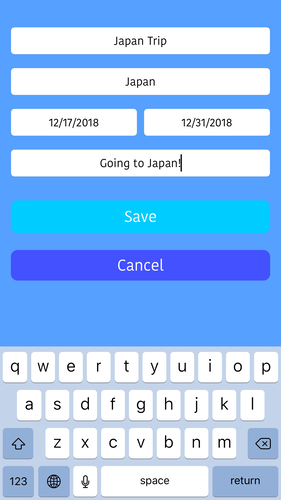 Japan Trip
Japan
12/17/2018 12/31/2018
Going to Japan!
Save
Cancel
q w e r t y u i o p
a s d f g h j k l
z x c v b n m
123 space return